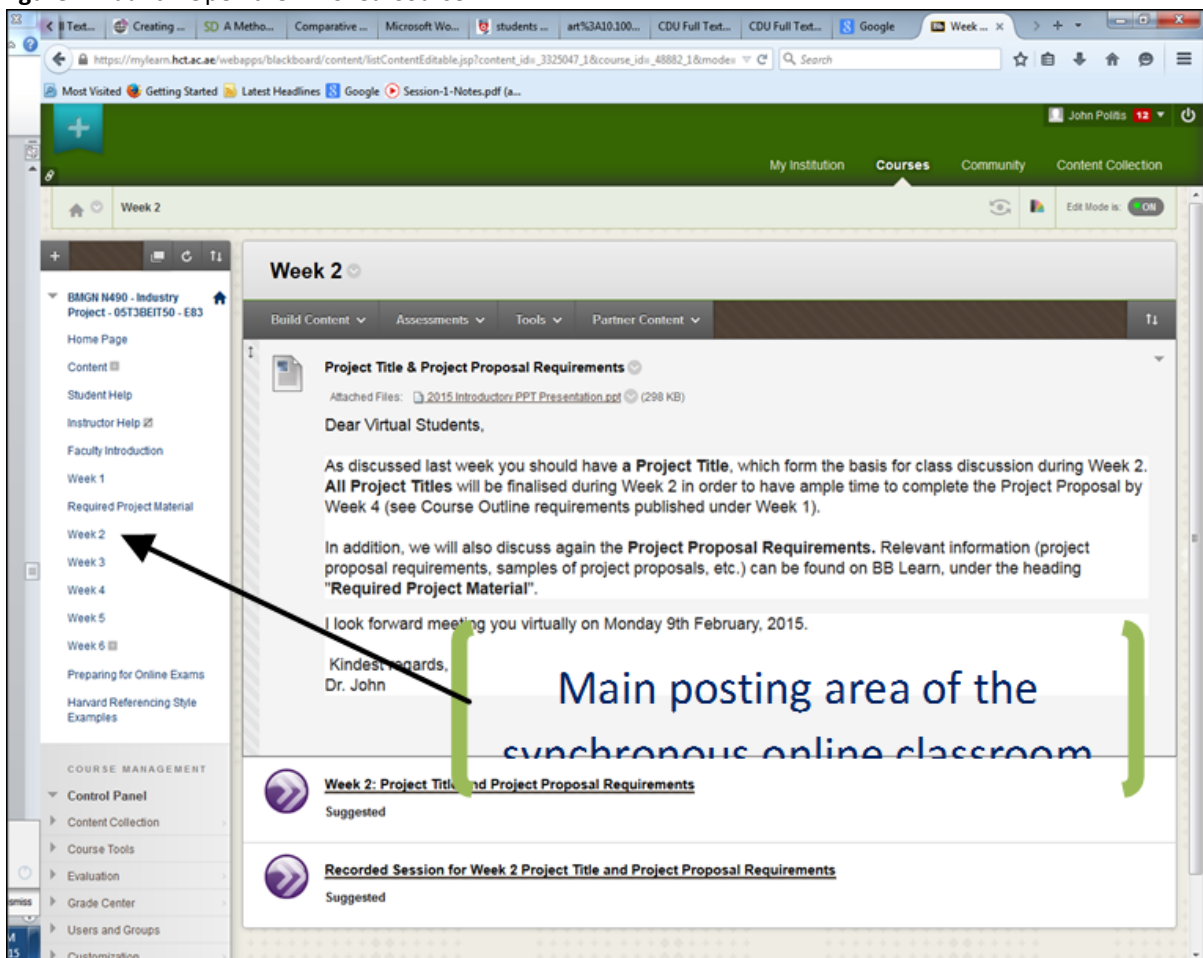 Text...
Creating ...
SD A Metho...
Comparative ...
Microsoft Wo...
students ...
art%3A10.100...
CDU Full Text...
CDU Full Text...
Google
Week ...
https://mylearn.hct.ac.ae/webapps/blackboard/content/listContentEditable.jsp?content_id=_3325047_1&course_id=_48882_1&mode=
Search
Most Visited
Getting Started
Latest Headlines
Google
Session-1-Notes.pdf (a...
John Politis 12
My Institution
Courses
Community
Content Collection
Week 2
Edit Mode is: ON
BMGN N490 - Industry
Project - 05T3BEIT50 - E83
Home Page
Content
Student Help
Instructor Help
Faculty Introduction
Week 1
Required Project Material
Week 2
Week 3
Week 4
Week 5
Week 6
Preparing for Online Exams
Harvard Referencing Style
Examples
COURSE MANAGEMENT
Control Panel
Content Collection
Course Tools
Evaluation
Grade Center
Users and Groups
Customization
Week 2
Build Content
Assessments
Tools
Partner Content
Project Title & Project Proposal Requirements
Attached Files: 2015 Introductory PPT Presentation.ppt (298 KB)
Dear Virtual Students,
As discussed last week you should have a Project Title, which form the basis for class discussion during Week 2.
All Project Titles will be finalised during Week 2 in order to have ample time to complete the Project Proposal by
Week 4 (see Course Outline requirements published under Week 1).
In addition, we will also discuss again the Project Proposal Requirements. Relevant information (project
proposal requirements, samples of project proposals, etc.) can be found on BB Learn, under the heading
"Required Project Material".
I look forward meeting you virtually on Monday 9th February, 2015.
Kindest regards,
Dr. John
Main posting area of the
synchronous online classroom
Week 2: Project Title and Project Proposal Requirements
Suggested
Recorded Session for Week 2 Project Title and Project Proposal Requirements
Suggested